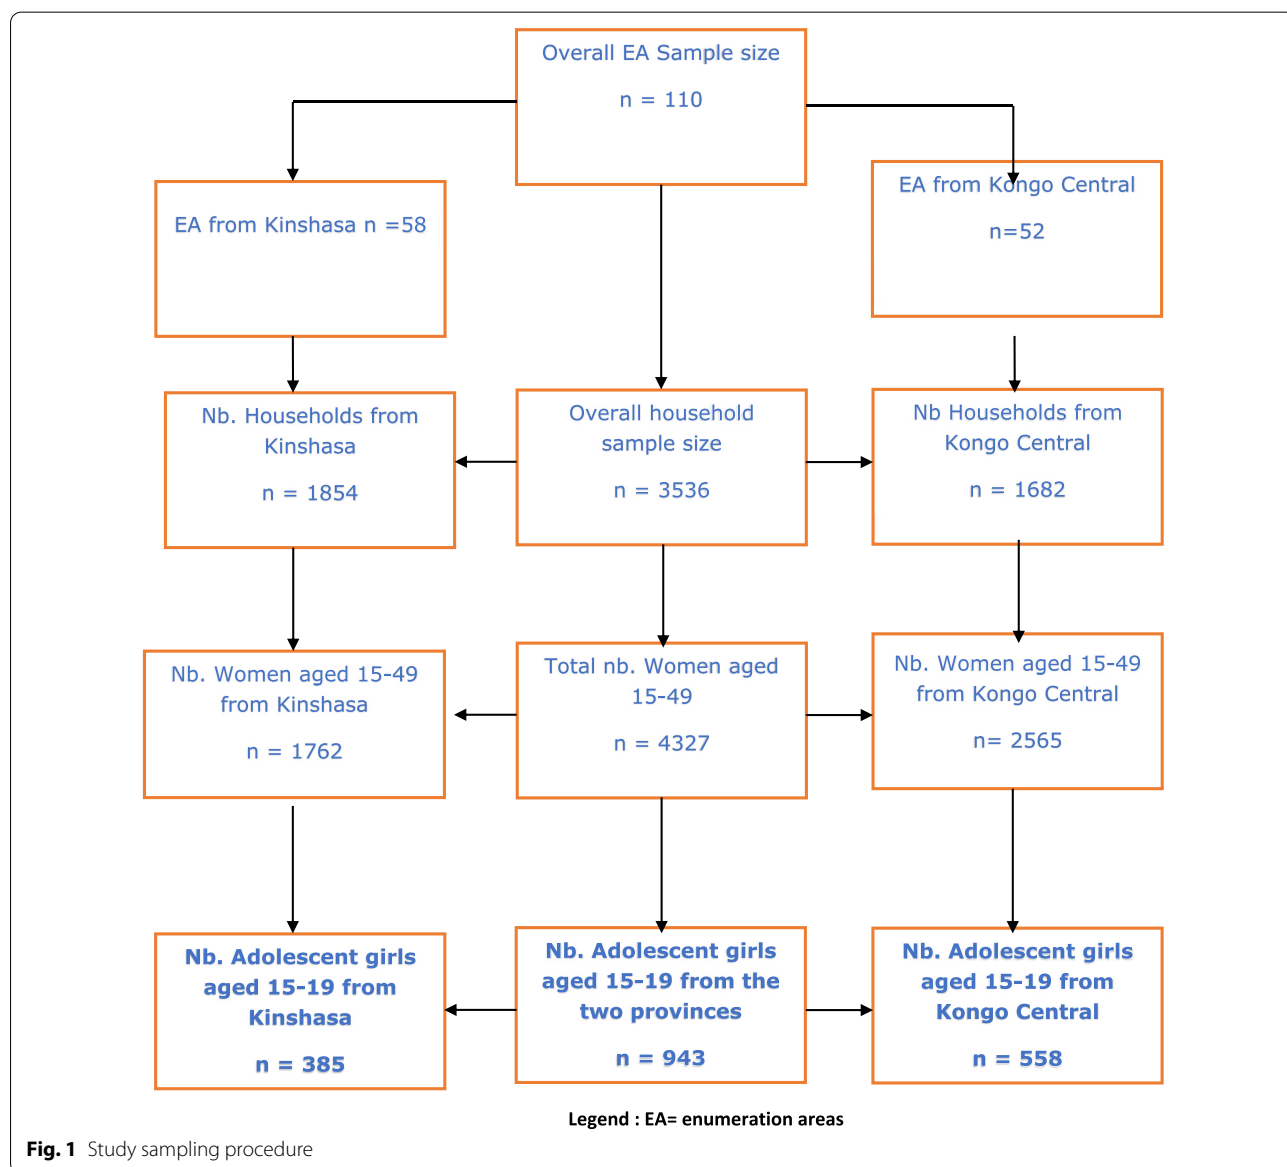 Overall EA Sample size
n = 110
EA from Kinshasa n =58
EA from Kongo Central
n=52
Nb. Households from
Kinshasa
n = 1854
Overall household
sample size
n = 3536
Nb Households from
Kongo Central
n = 1682
Nb. Women aged 15-49
from Kinshasa
n = 1762
Total nb. Women aged
15-49
n = 4327
Nb. Women aged 15-49
from Kongo Central
n= 2565
Nb. Adolescent girls
aged 15-19 from
Kinshasa
n = 385
Nb. Adolescent girls
aged 15-19 from the
two provinces
n = 943
Nb. Adolescent girls
aged 15-19 from
Kongo Central
n = 558
Legend : EA= enumeration areas
Fig. 1 Study sampling procedure